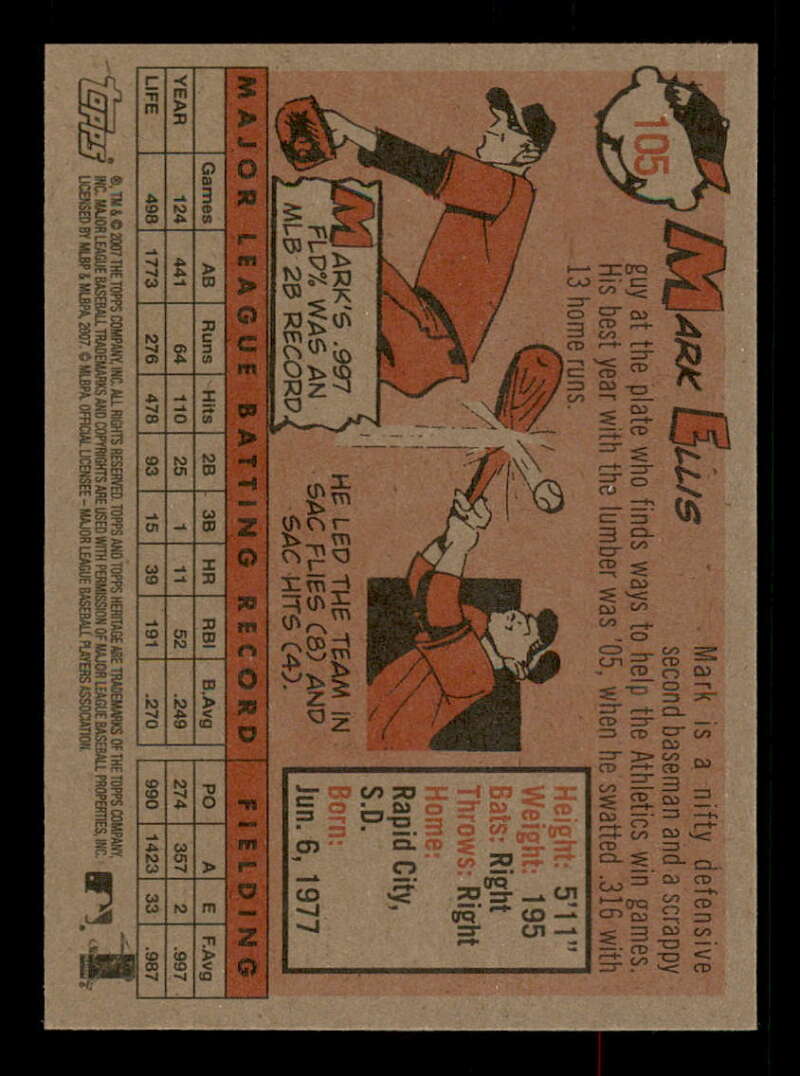 105
MARK ELLIS
Mark is a nifty defensive
second baseman and a scrappy
guy at the plate who finds ways to help the Athletics win games.
His best year with the lumber was '05, when he swatted .316 with
13 home runs.
MARK'S .997
FLD% WAS AN
MLB 2B RECORD
HE LED THE TEAM IN
SAC FLIES (8) AND
SAC HITS (4).
Height: 5'11"
Weight: 195
Bats: Right
Throws: Right
Home:
Rapid City,
S.D.
Born:
Jun. 6, 1977
MAJOR LEAGUE BATTING RECORD FIELDING
Games AB Runs Hits 2B 3B HR RBI B.Avg PO A E F.Avg
YEAR 124 441 64 110 25 1 11 52 .249 274 357 2 .997
LIFE 498 1773 276 478 93 15 39 191 .270 990 1423 33 .987
Topps®
®, TM & © 2007 THE TOPPS COMPANY, INC. ALL RIGHTS RESERVED. TOPPS AND TOPPS HERITAGE ARE TRADEMARKS OF THE TOPPS COMPANY,
INC. MAJOR LEAGUE BASEBALL TRADEMARKS AND COPYRIGHTS ARE USED WITH PERMISSION OF MAJOR LEAGUE BASEBALL PROPERTIES, INC.
LICENSED BY MLBP & MLBPA, 2007. © MLBPA. OFFICIAL LICENSEE – MAJOR LEAGUE BASEBALL PLAYERS ASSOCIATION.